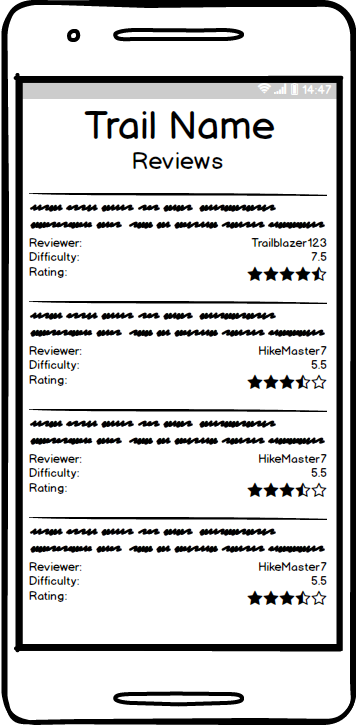 14:47
Trail Name
Reviews
Reviewer: Trailblazer123
Difficulty: 7.5
Rating:
Reviewer: HikeMaster7
Difficulty: 5.5
Rating:
Reviewer: HikeMaster7
Difficulty: 5.5
Rating:
Reviewer: HikeMaster7
Difficulty: 5.5
Rating: